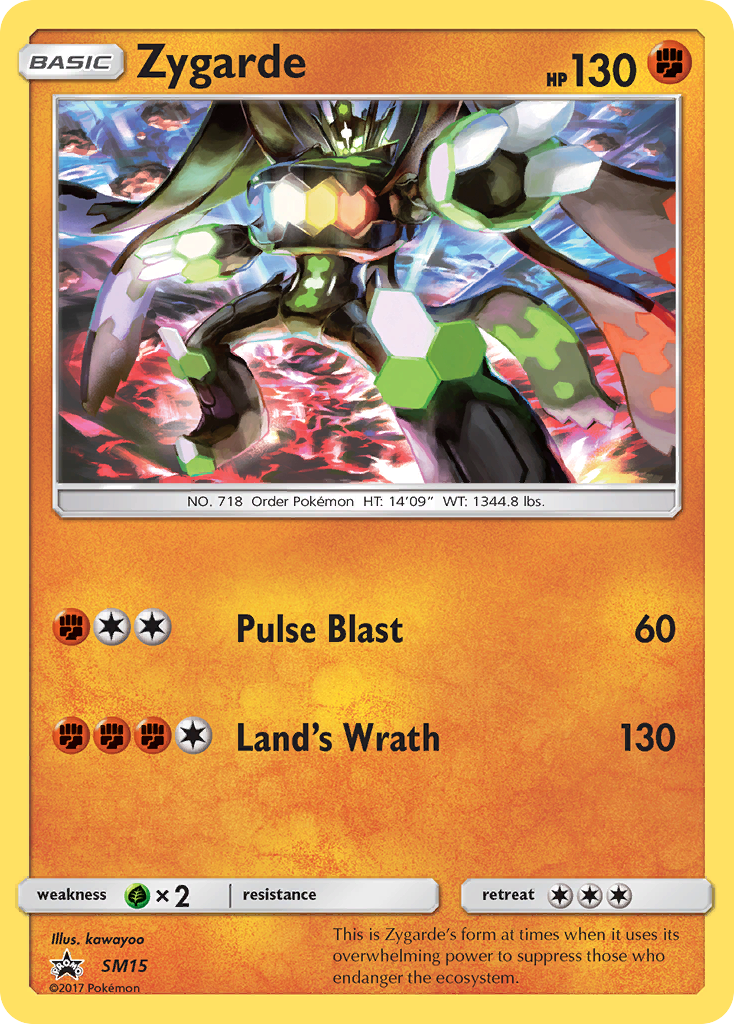 BASIC Zygarde HP 130
NO. 718 Order Pokémon HT: 14'09" WT: 1344.8 lbs.
Pulse Blast 60
Land's Wrath 130
weakness × 2 resistance retreat
Illus. kawayoo
PROMO SM15
©2017 Pokémon
This is Zygarde's form at times when it uses its
overwhelming power to suppress those who
endanger the ecosystem.